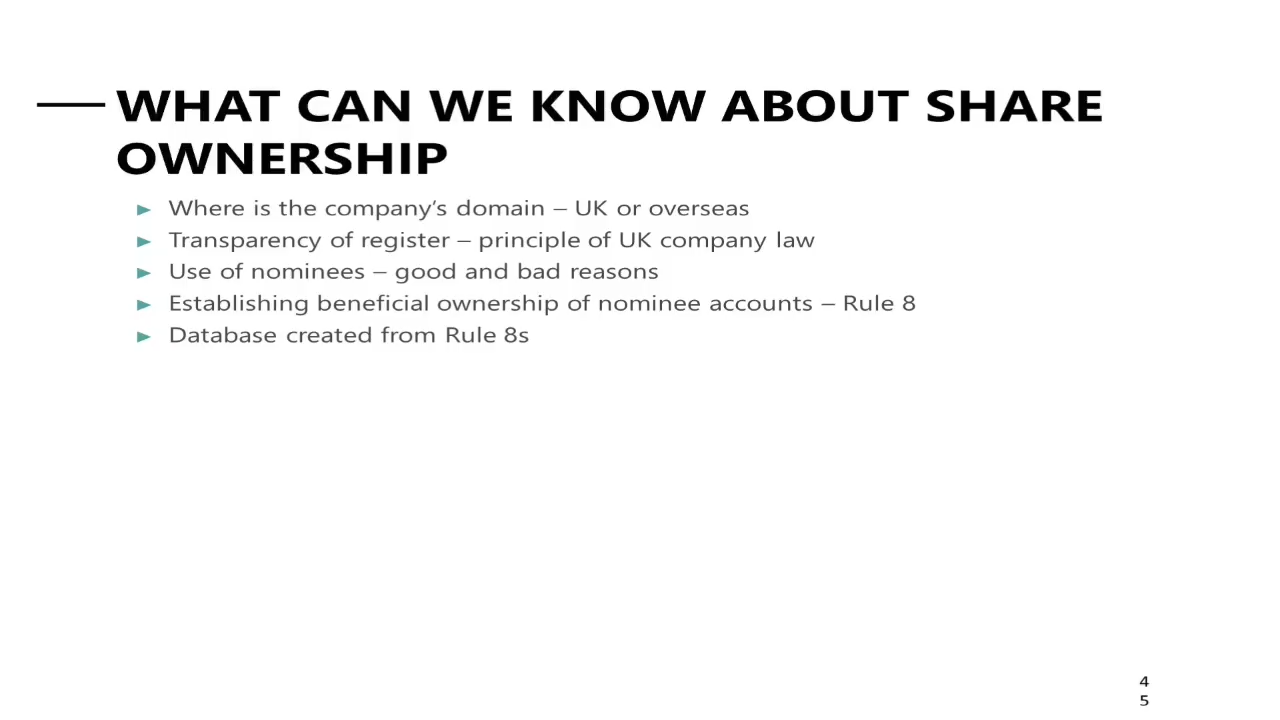 WHAT CAN WE KNOW ABOUT SHARE
OWNERSHIP
► Where is the company’s domain – UK or overseas
► Transparency of register – principle of UK company law
► Use of nominees – good and bad reasons
► Establishing beneficial ownership of nominee accounts – Rule 8
► Database created from Rule 8s
4
5